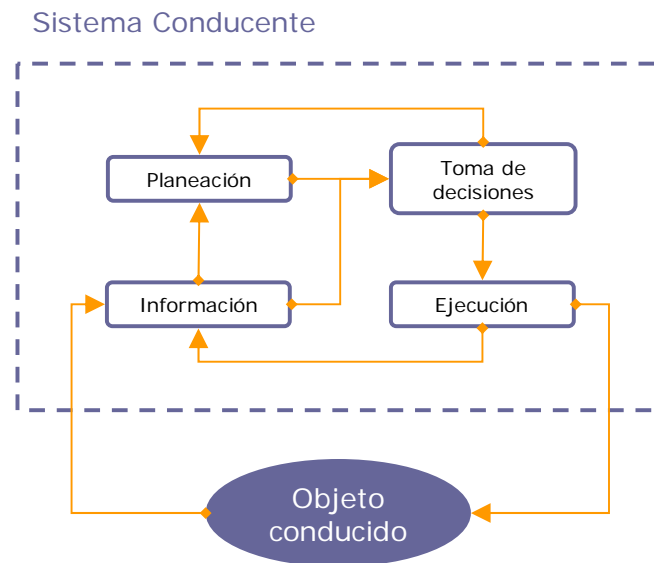 Sistema Conducente
Planeación
Toma de
decisiones
Información
Ejecución
Objeto
conducido